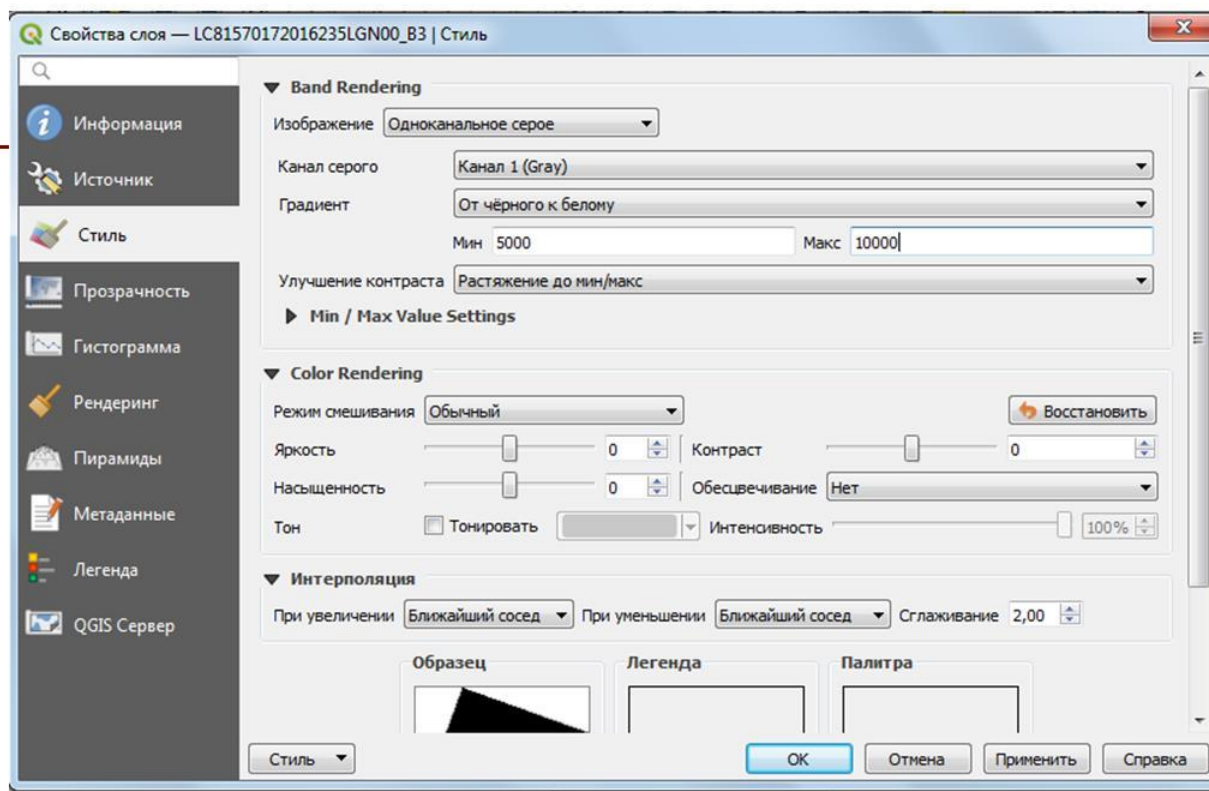 Свойства слоя — LC81570172016235LGN00_B3 | Стиль
Информация
Источник
Стиль
Прозрачность
Гистограмма
Рендеринг
Пирамиды
Метаданные
Легенда
QGIS Сервер
Band Rendering
Изображение Одноканальное серое
Канал серого Канал 1 (Gray)
Градиент От чёрного к белому
Мин 5000 Макс 10000
Улучшение контраста Растяжение до мин/макс
Min / Max Value Settings
Color Rendering
Режим смешивания Обычный Восстановить
Яркость 0 Контраст 0
Насыщенность 0 Обесцвечивание Нет
Тон Тонировать Интенсивность 100%
Интерполяция
При увеличении Ближайший сосед При уменьшении Ближайший сосед Сглаживание 2,00
Образец Легенда Палитра
Стиль OK Отмена Применить Справка